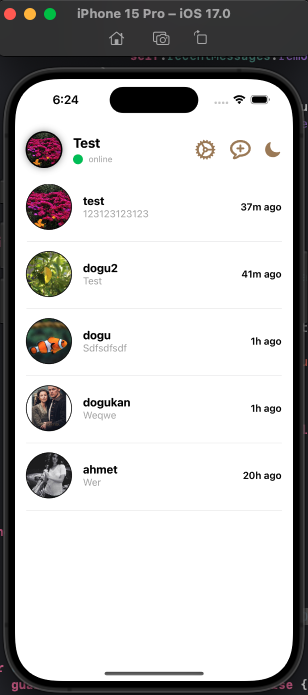 iPhone 15 Pro – iOS 17.0
6:24
Test
online
test
123123123123
37m ago
dogu2
Test
41m ago
dogu
Sdfsdfsdf
1h ago
dogukan
Weqwe
1h ago
ahmet
Wer
20h ago